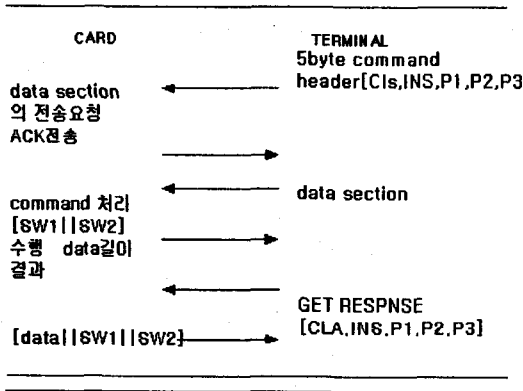 CARD
TERMINAL
5byte command
header[Cls,INS,P1,P2,P3
data section
의 전송요청
ACK전송
data section
command 처리
[SW1||SW2]
수행 data길이
결과
GET RESPNSE
[CLA,INS,P1,P2,P3]
[data||SW1||SW2]